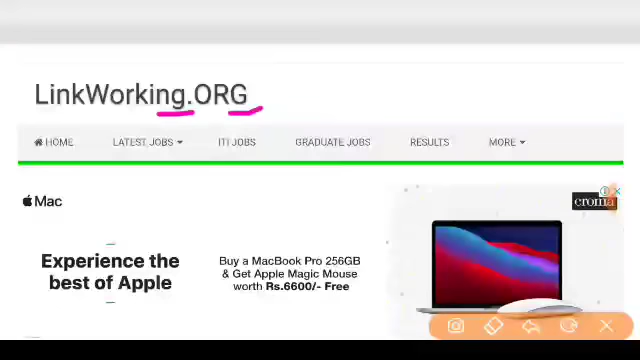 LinkWorking.ORG
HOME LATEST JOBS ITI JOBS GRADUATE JOBS RESULTS MORE
Mac
croma
Experience the
best of Apple
Buy a MacBook Pro 256GB
& Get Apple Magic Mouse
worth Rs.6600/- Free